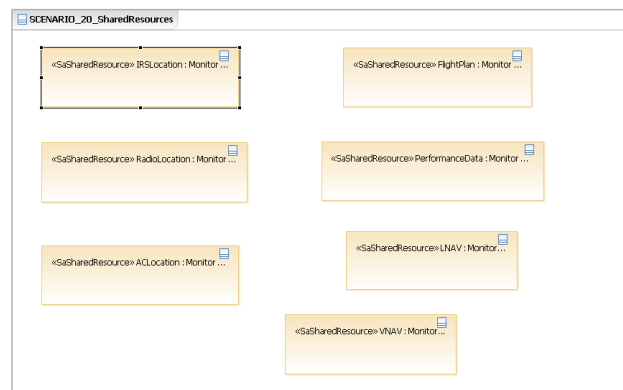 SCENARIO_20_SharedResources
«SaSharedResource» IRSLocation : Monitor ...
«SaSharedResource» FlightPlan : Monitor ...
«SaSharedResource» RadioLocation : Monitor ...
«SaSharedResource» PerformanceData : Monitor ...
«SaSharedResource» ACLocation : Monitor ...
«SaSharedResource» LNAV : Monitor...
«SaSharedResource» VNAV : Monitor...